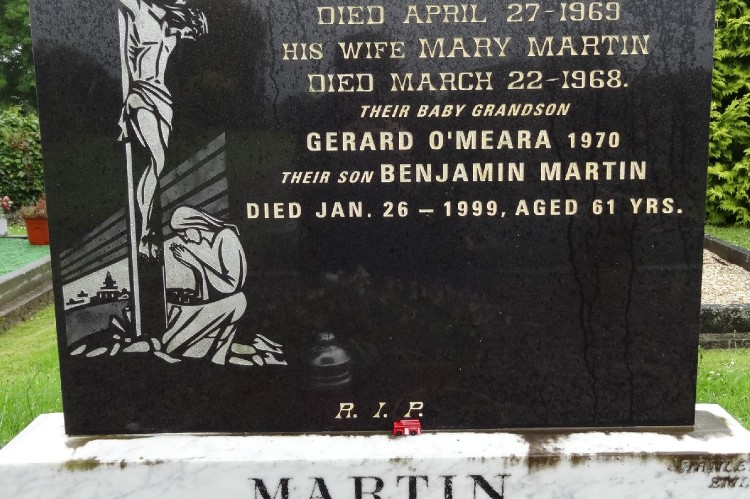 DIED APRIL 27-1969
HIS WIFE MARY MARTIN
DIED MARCH 22-1968.
THEIR BABY GRANDSON
GERARD O'MEARA 1970
THEIR SON BENJAMIN MARTIN
DIED JAN. 26 – 1999, AGED 61 YRS.
R. I. P.
MARTIN